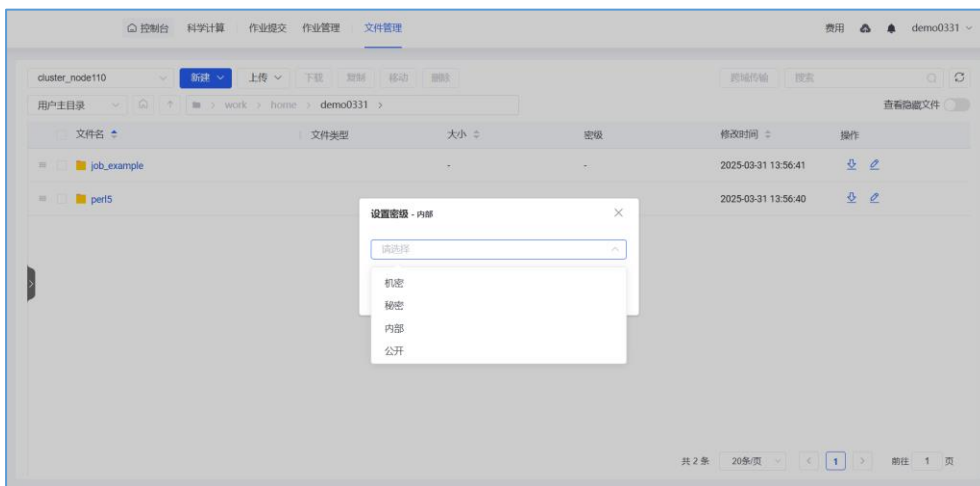 控制台 科学计算 作业提交 作业管理 文件管理 费用 demo0331
cluster_node110 新建 上传 下载 复制 移动 删除 跨域传输 搜索
用户主目录 > work > home > demo0331 > 查看隐藏文件
文件名 文件类型 大小 密级 修改时间 操作
job_example - - 2025-03-31 13:56:41
perl5 2025-03-31 13:56:40
设置密级 - 内部
请选择
机密
秘密
内部
公开
共 2 条 20条/页 < 1 > 前往 1 页